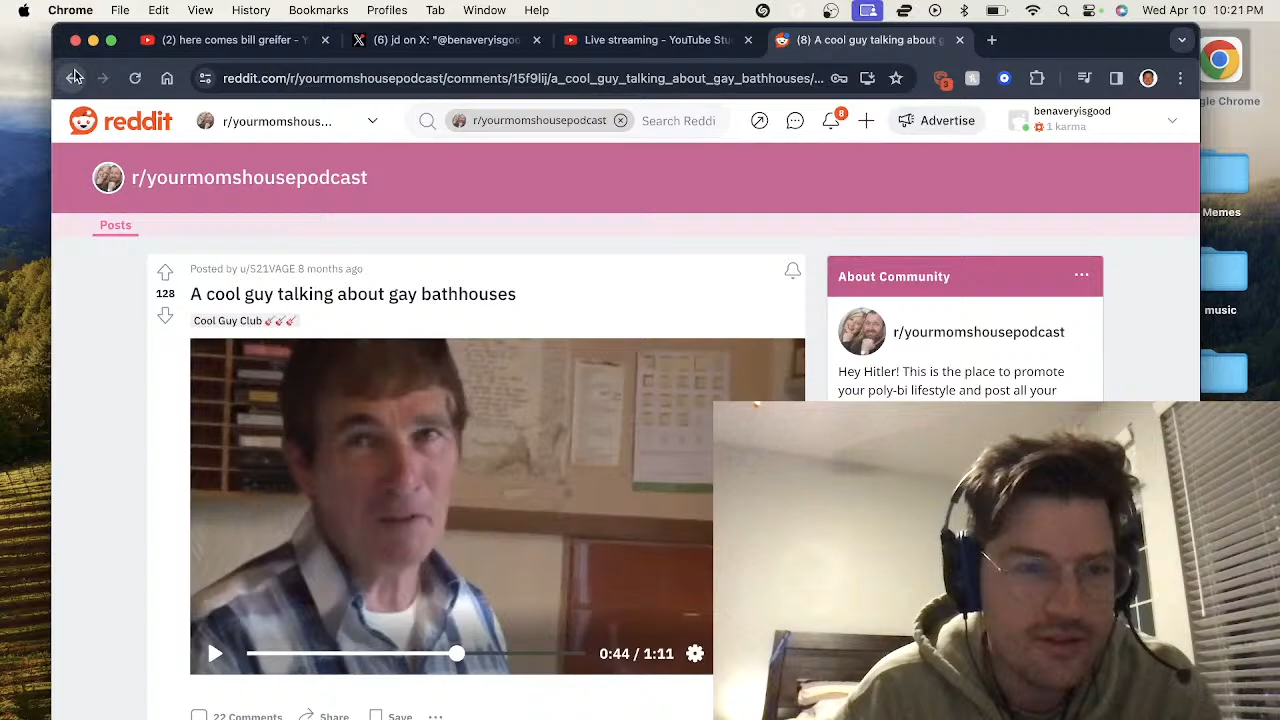 Chrome File Edit View History Bookmarks Profiles Tab Window Help Wed Apr 10 10:21 PM
(2) here comes bill greifer - Y
(6) jd on X: "@benaveryisgoo
Live streaming - YouTube Stu
(8) A cool guy talking about g
reddit.com/r/yourmomshousepodcast/comments/15f9lij/a_cool_guy_talking_about_gay_bathhouses/...
3
gle Chrome
reddit
r/yourmomshous...
r/yourmomshousepodcast
Search Reddi
8
Advertise
benaveryisgood
1 karma
r/yourmomshousepodcast
Memes
Posts
Posted by u/521VAGE 8 months ago
128
A cool guy talking about gay bathhouses
Cool Guy Club
About Community
music
r/yourmomshousepodcast
Hey Hitler! This is the place to promote
your poly-bi lifestyle and post all your
0:44 / 1:11
22 Comments
Share
Save